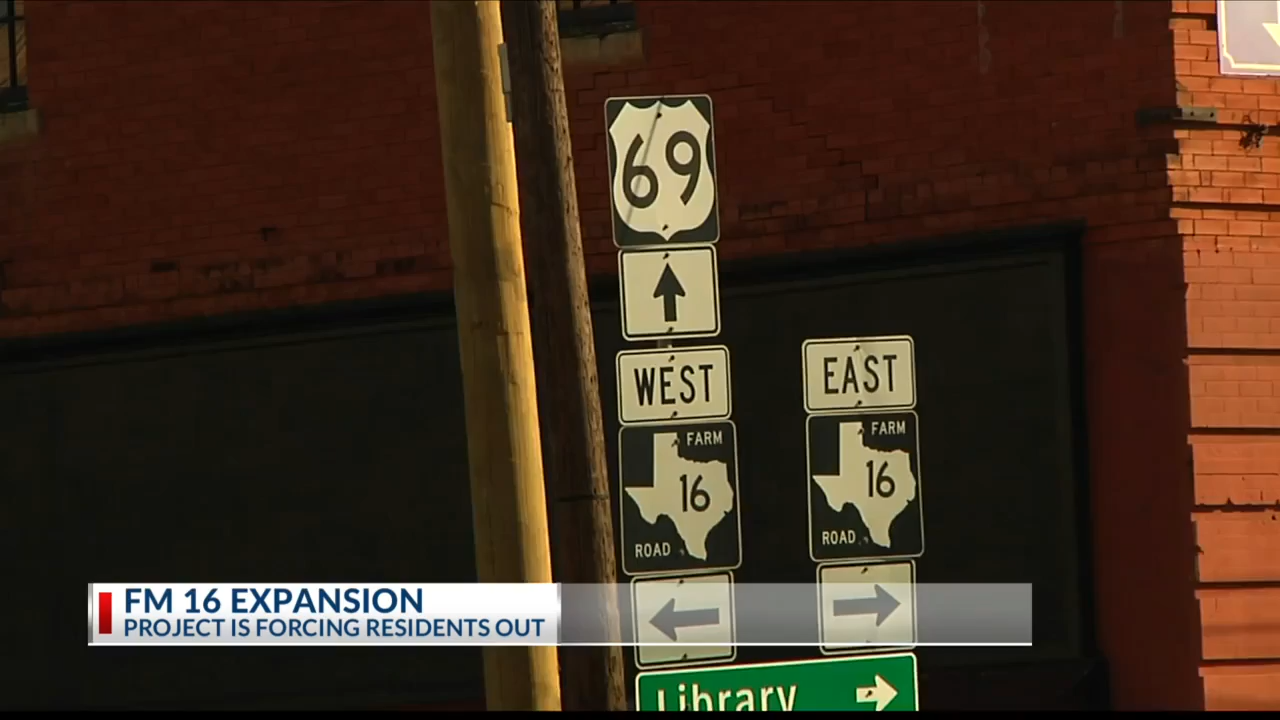 69
WEST
EAST
FARM
16
ROAD
FARM
16
ROAD
FM 16 EXPANSION
PROJECT IS FORCING RESIDENTS OUT
Library